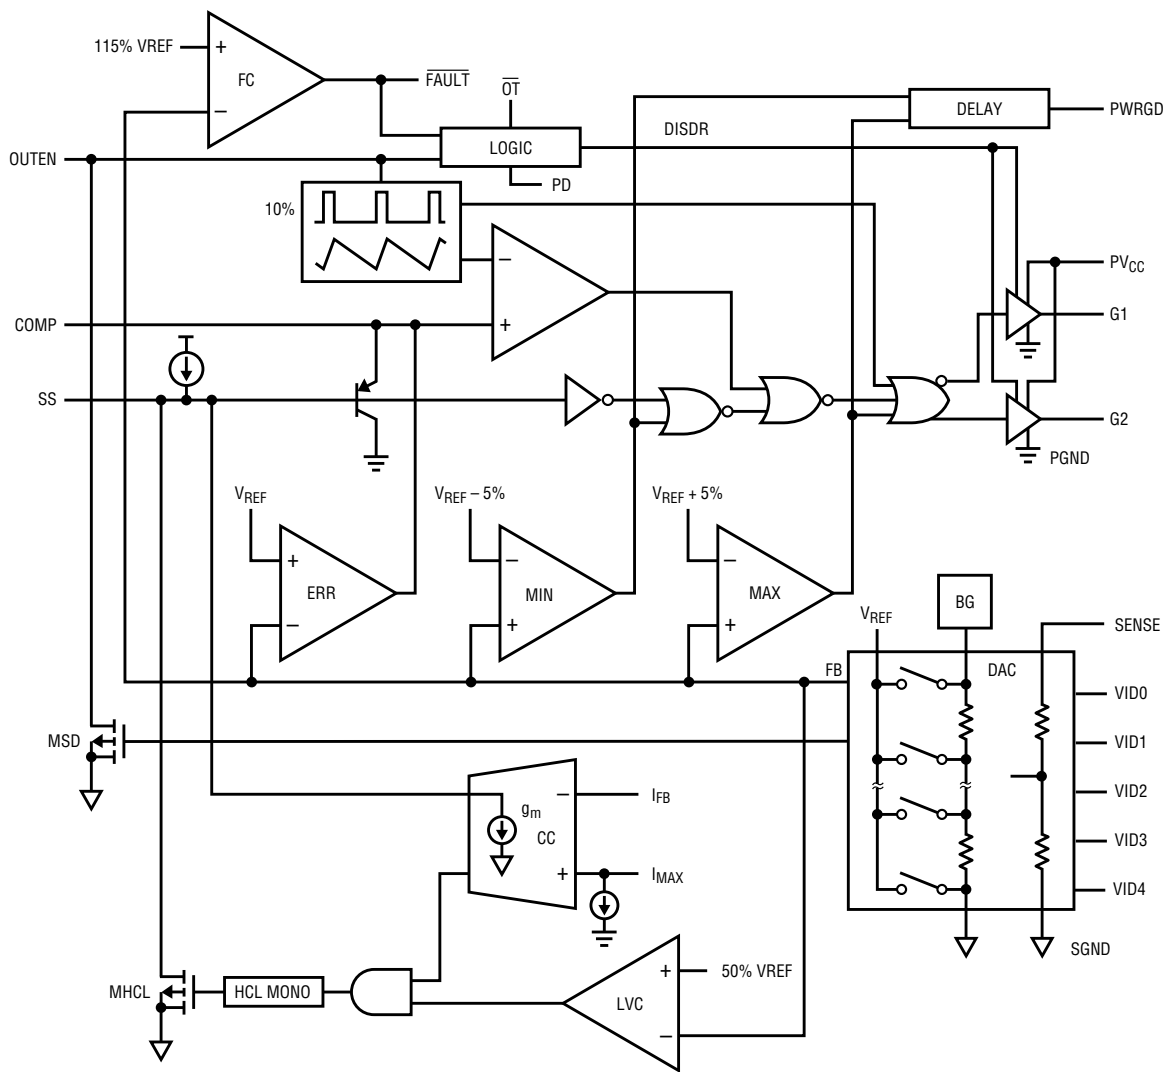 115% VREF
+
FC
−
FAULT
OT
LOGIC
PD
DISDR
DELAY
PWRGD
OUTEN
10%
−
+
PVCC
G1
COMP
SS
G2
PGND
VREF
VREF – 5%
VREF + 5%
+
ERR
−
−
MIN
+
−
MAX
+
BG
VREF
SENSE
FB
DAC
VID0
VID1
VID2
VID3
VID4
MSD
gm
CC
−
+
IFB
IMAX
SGND
MHCL
HCL MONO
LVC
+
−
50% VREF